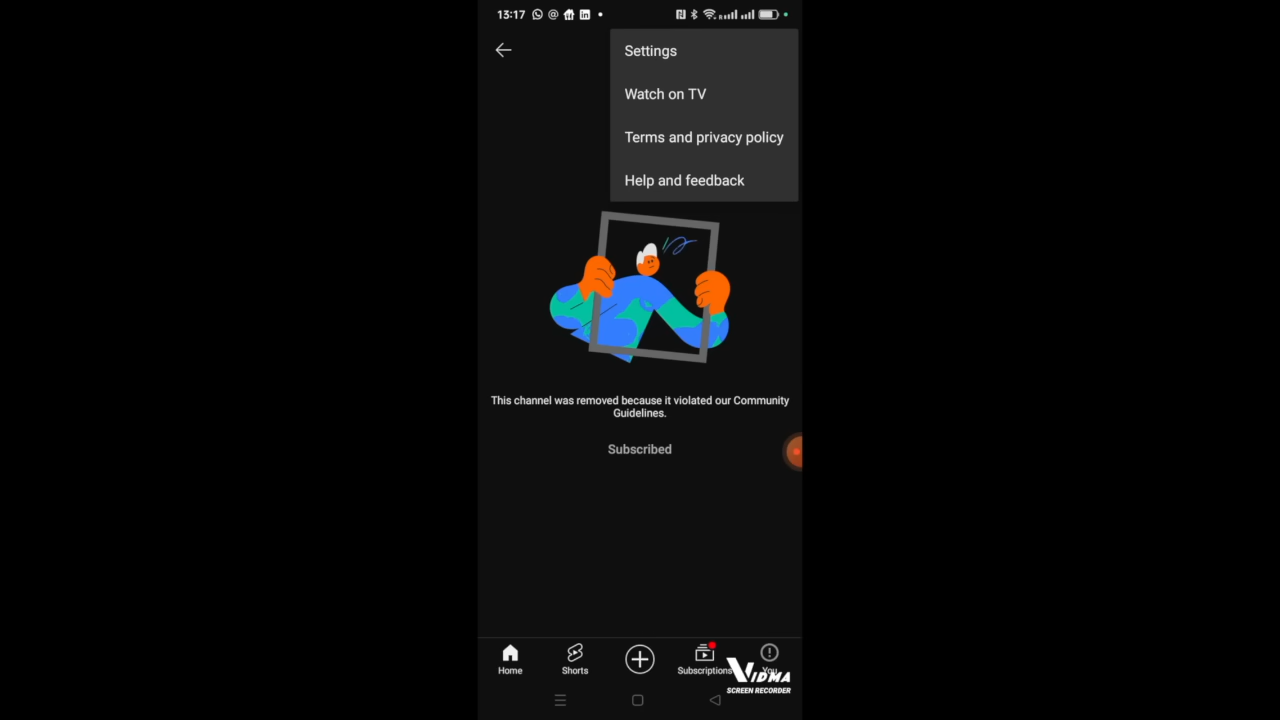 13:17
Settings
Watch on TV
Terms and privacy policy
Help and feedback
This channel was removed because it violated our Community
Guidelines.
Subscribed
Home
Shorts
Subscriptions
You
VIDMA
SCREEN RECORDER